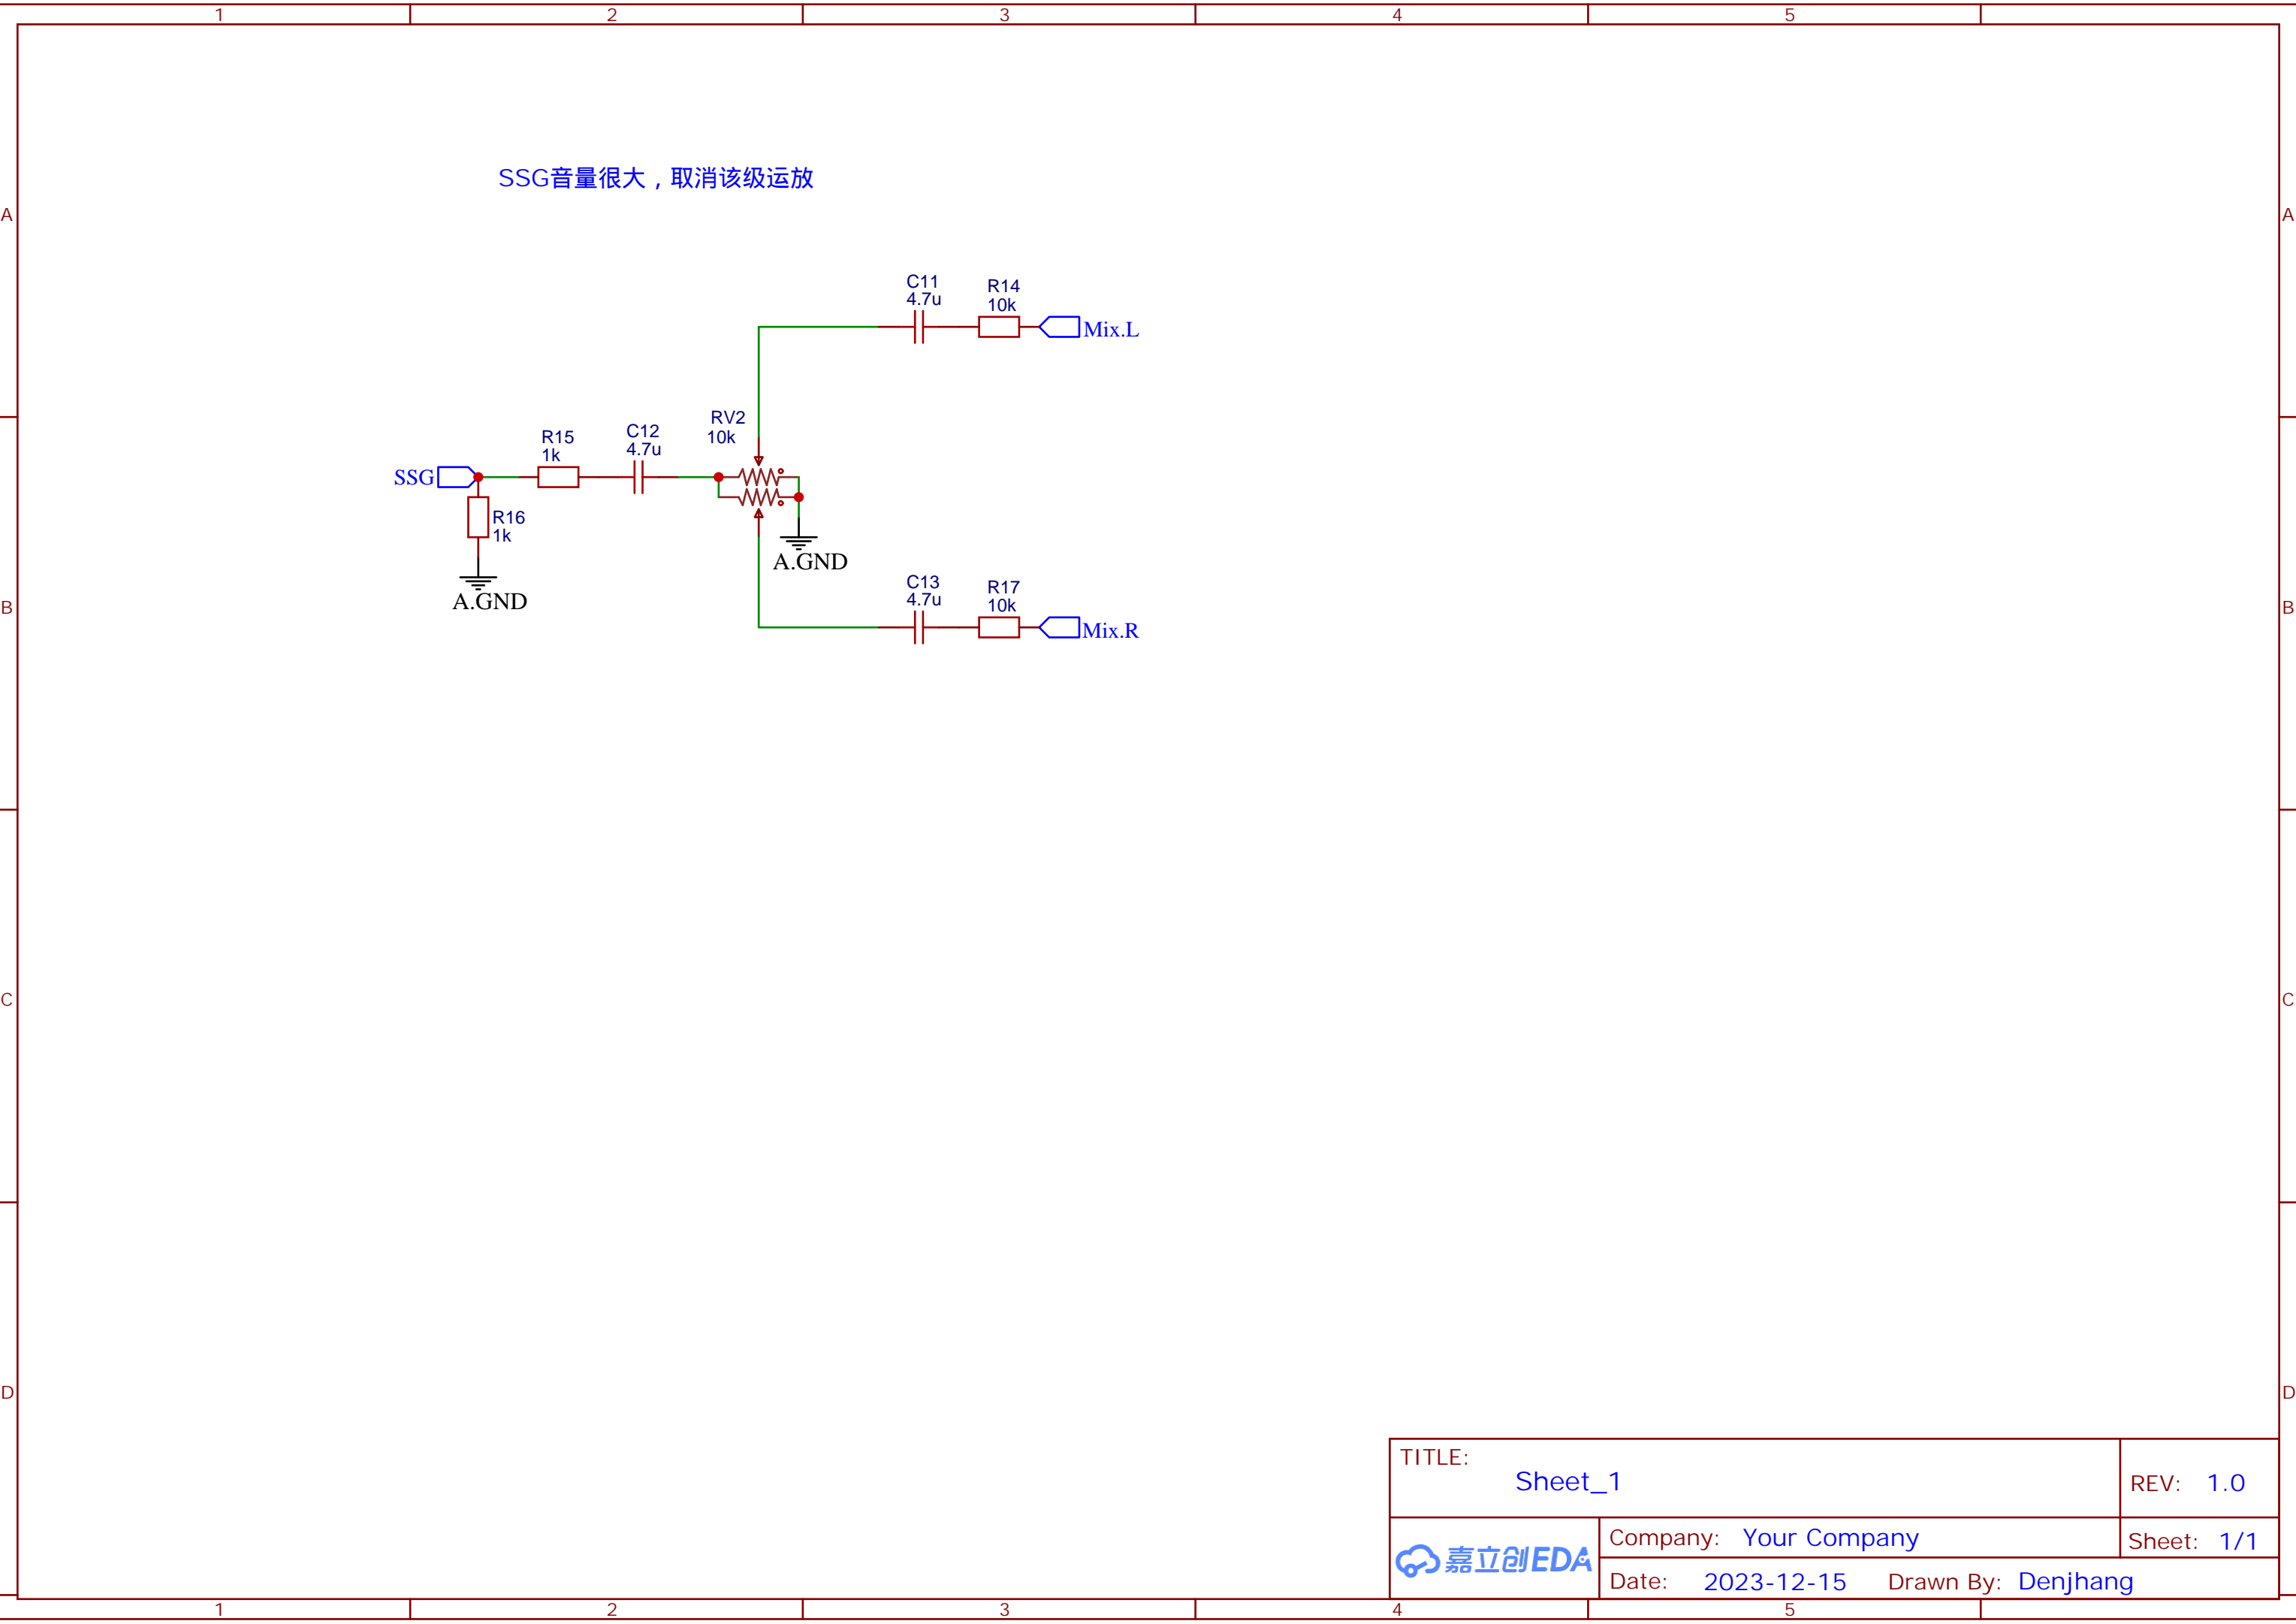 1 2 3 4 5
SSG音量很大，取消该级运放
A A
C11
4.7u
R14
10k
Mix.L
RV2
10k
R15
1k
C12
4.7u
SSG
R16
1k
A.GND
A.GND
C13
4.7u
R17
10k
Mix.R
B B
C C
D D
TITLE:
Sheet_1
REV: 1.0
嘉立创EDA
Company: Your Company
Sheet: 1/1
Date: 2023-12-15 Drawn By: Denjhang
1 2 3 4 5